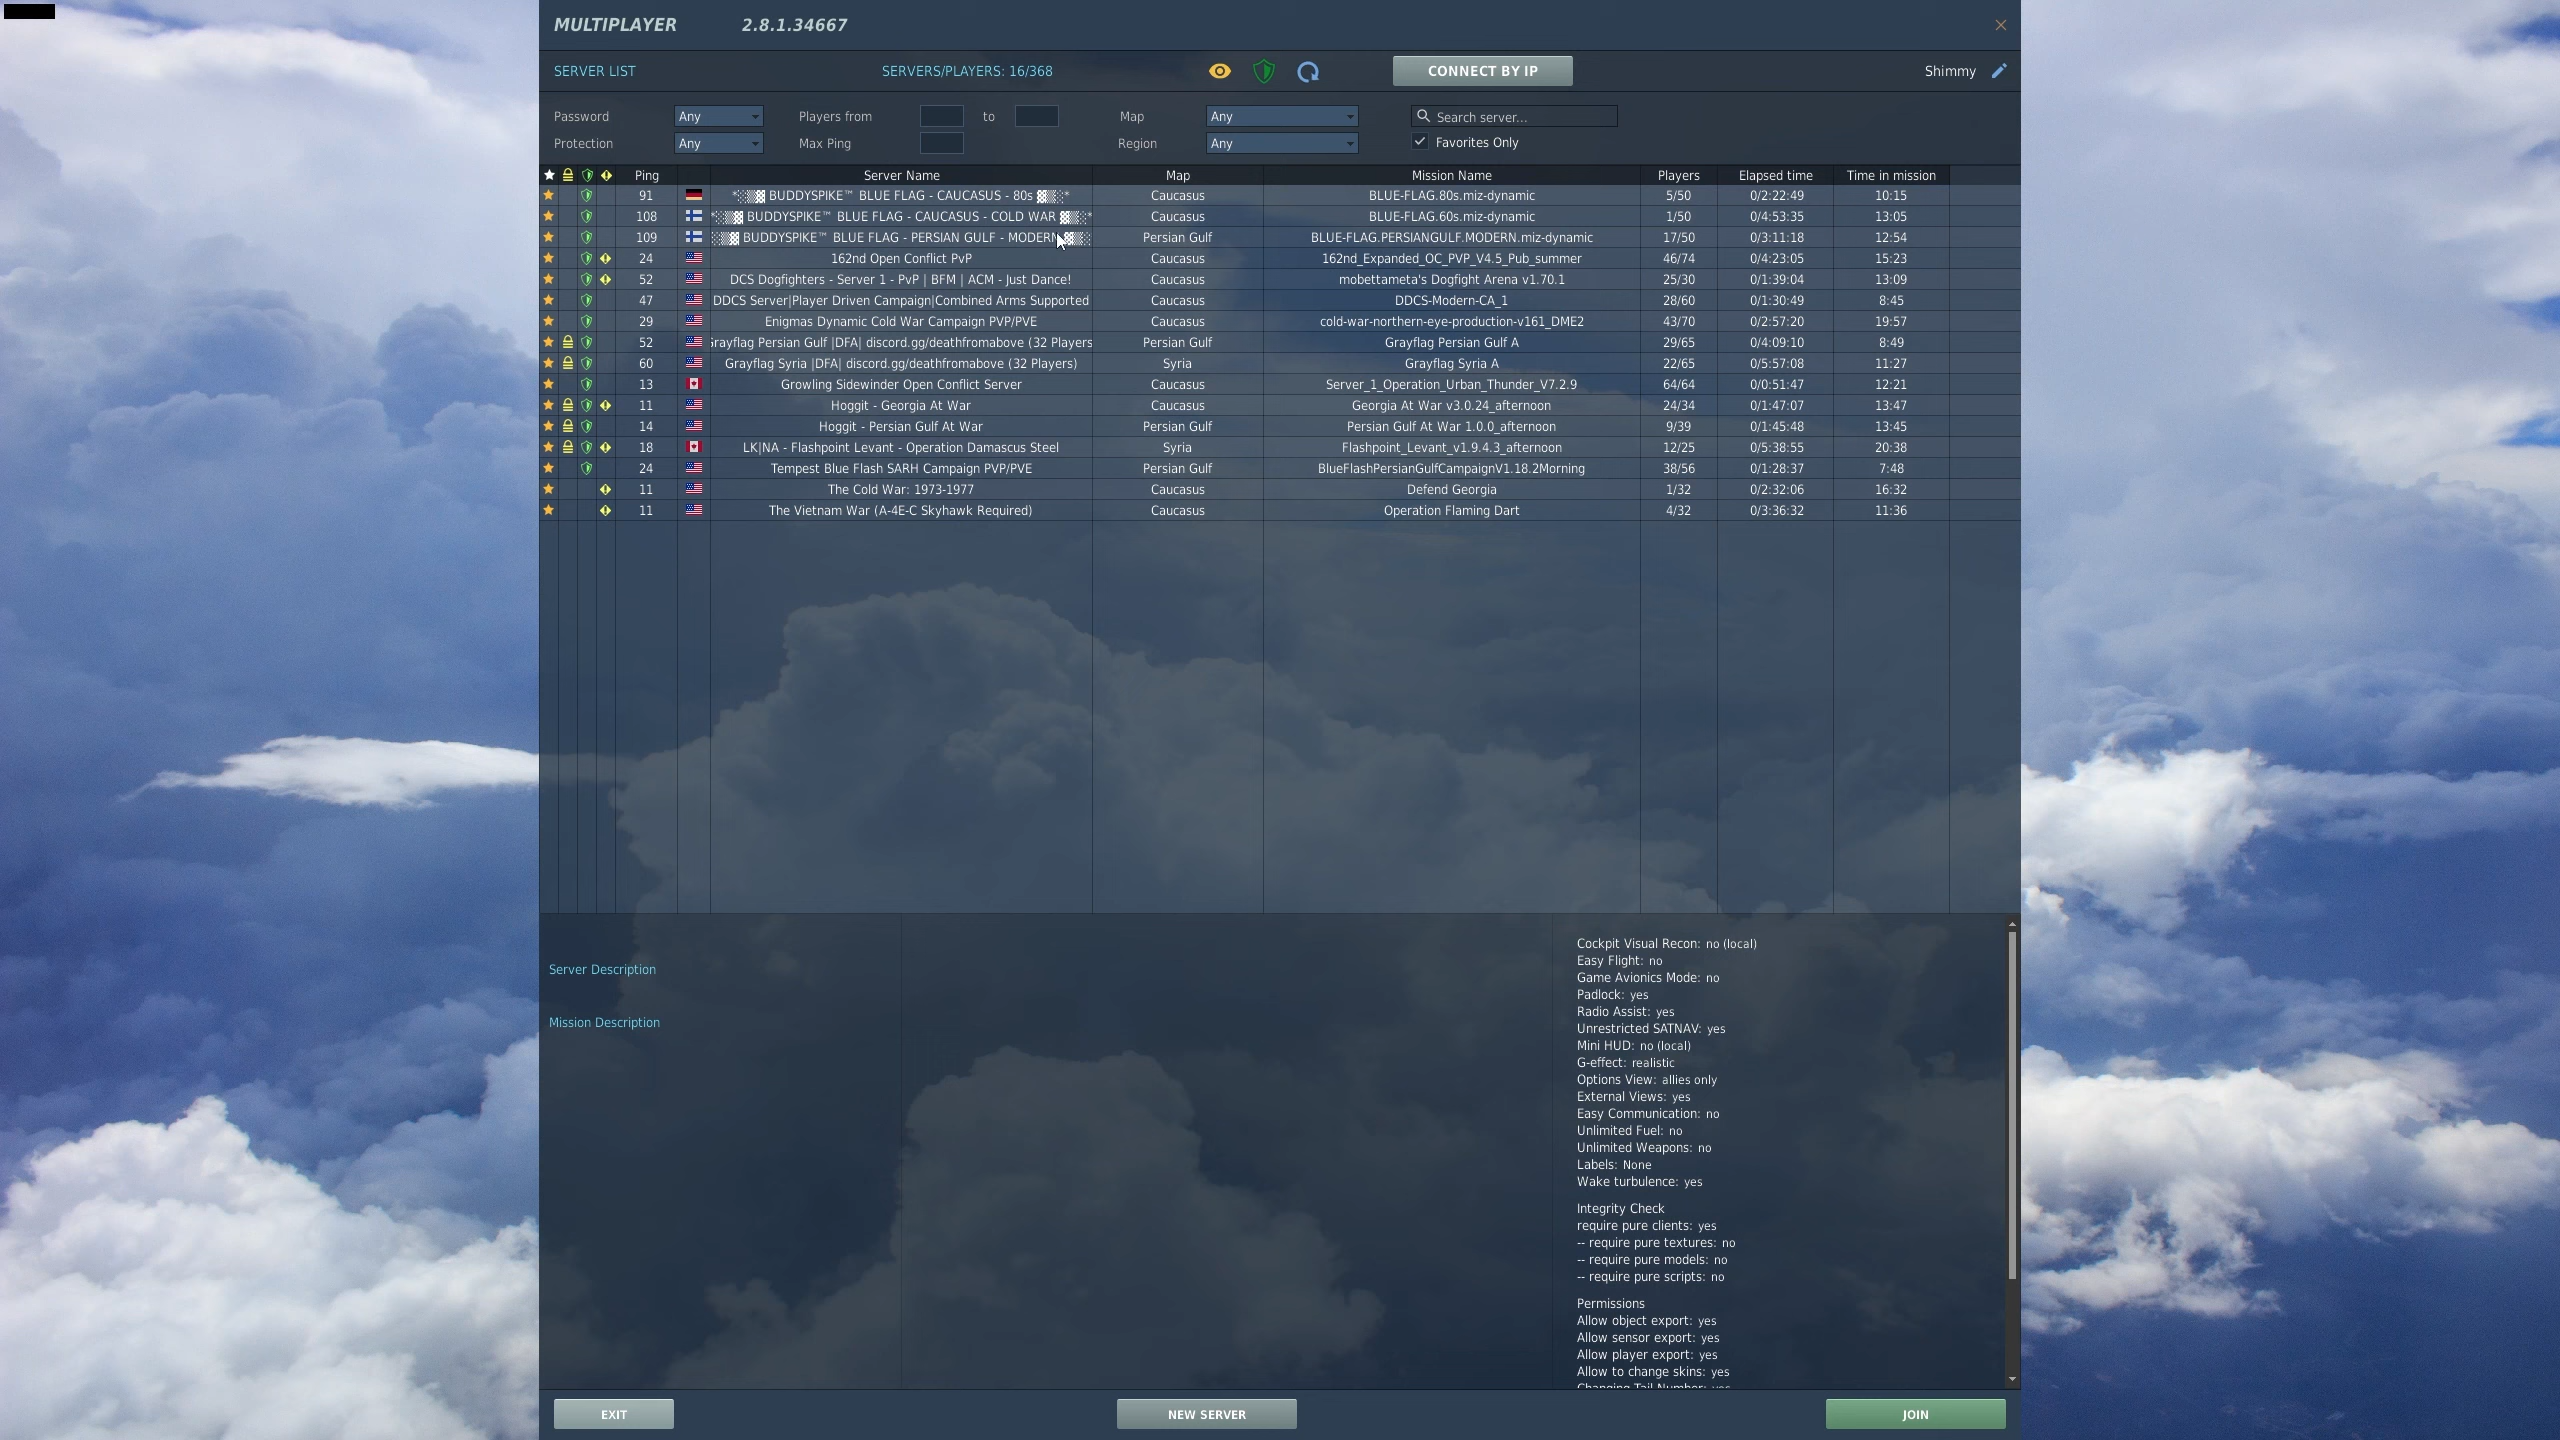 MULTIPLAYER 2.8.1.34667
SERVER LIST SERVERS/PLAYERS: 16/368 CONNECT BY IP Shimmy
Password Any Players from to Map Any Search server...
Protection Any Max Ping Region Any Favorites Only
Ping Server Name Map Mission Name Players Elapsed time Time in mission
91 *░▒▓ BUDDYSPIKE™ BLUE FLAG - CAUCASUS - 80s ▓▒░* Caucasus BLUE-FLAG.80s.miz-dynamic 5/50 0/2:22:49 10:15
108 *░▒▓ BUDDYSPIKE™ BLUE FLAG - CAUCASUS - COLD WAR ▓▒░* Caucasus BLUE-FLAG.60s.miz-dynamic 1/50 0/4:53:35 13:05
109 ░▒▓ BUDDYSPIKE™ BLUE FLAG - PERSIAN GULF - MODERN ▓▒░ Persian Gulf BLUE-FLAG.PERSIANGULF.MODERN.miz-dynamic 17/50 0/3:11:18 12:54
24 162nd Open Conflict PvP Caucasus 162nd_Expanded_OC_PVP_V4.5_Pub_summer 46/74 0/4:23:05 15:23
52 DCS Dogfighters - Server 1 - PvP | BFM | ACM - Just Dance! Caucasus mobettameta's Dogfight Arena v1.70.1 25/30 0/1:39:04 13:09
47 DDCS Server|Player Driven Campaign|Combined Arms Supported Caucasus DDCS-Modern-CA_1 28/60 0/1:30:49 8:45
29 Enigmas Dynamic Cold War Campaign PVP/PVE Caucasus cold-war-northern-eye-production-v161_DME2 43/70 0/2:57:20 19:57
52 Grayflag Persian Gulf |DFA| discord.gg/deathfromabove (32 Players Persian Gulf Grayflag Persian Gulf A 29/65 0/4:09:10 8:49
60 Grayflag Syria |DFA| discord.gg/deathfromabove (32 Players) Syria Grayflag Syria A 22/65 0/5:57:08 11:27
13 Growling Sidewinder Open Conflict Server Caucasus Server_1_Operation_Urban_Thunder_V7.2.9 64/64 0/0:51:47 12:21
11 Hoggit - Georgia At War Caucasus Georgia At War v3.0.24_afternoon 24/34 0/1:47:07 13:47
14 Hoggit - Persian Gulf At War Persian Gulf Persian Gulf At War 1.0.0_afternoon 9/39 0/1:45:48 13:45
18 LK|NA - Flashpoint Levant - Operation Damascus Steel Syria Flashpoint_Levant_v1.9.4.3_afternoon 12/25 0/5:38:55 20:38
24 Tempest Blue Flash SARH Campaign PVP/PVE Persian Gulf BlueFlashPersianGulfCampaignV1.18.2Morning 38/56 0/1:28:37 7:48
11 The Cold War: 1973-1977 Caucasus Defend Georgia 1/32 0/2:32:06 16:32
11 The Vietnam War (A-4E-C Skyhawk Required) Caucasus Operation Flaming Dart 4/32 0/3:36:32 11:36
Server Description
Mission Description
Cockpit Visual Recon: no (local)
Easy Flight: no
Game Avionics Mode: no
Padlock: yes
Radio Assist: yes
Unrestricted SATNAV: yes
Mini HUD: no (local)
G-effect: realistic
Options View: allies only
External Views: yes
Easy Communication: no
Unlimited Fuel: no
Unlimited Weapons: no
Labels: None
Wake turbulence: yes
Integrity Check
require pure clients: yes
-- require pure textures: no
-- require pure models: no
-- require pure scripts: no
Permissions
Allow object export: yes
Allow sensor export: yes
Allow player export: yes
Allow to change skins: yes
Changing Tail Number: yes
EXIT NEW SERVER JOIN